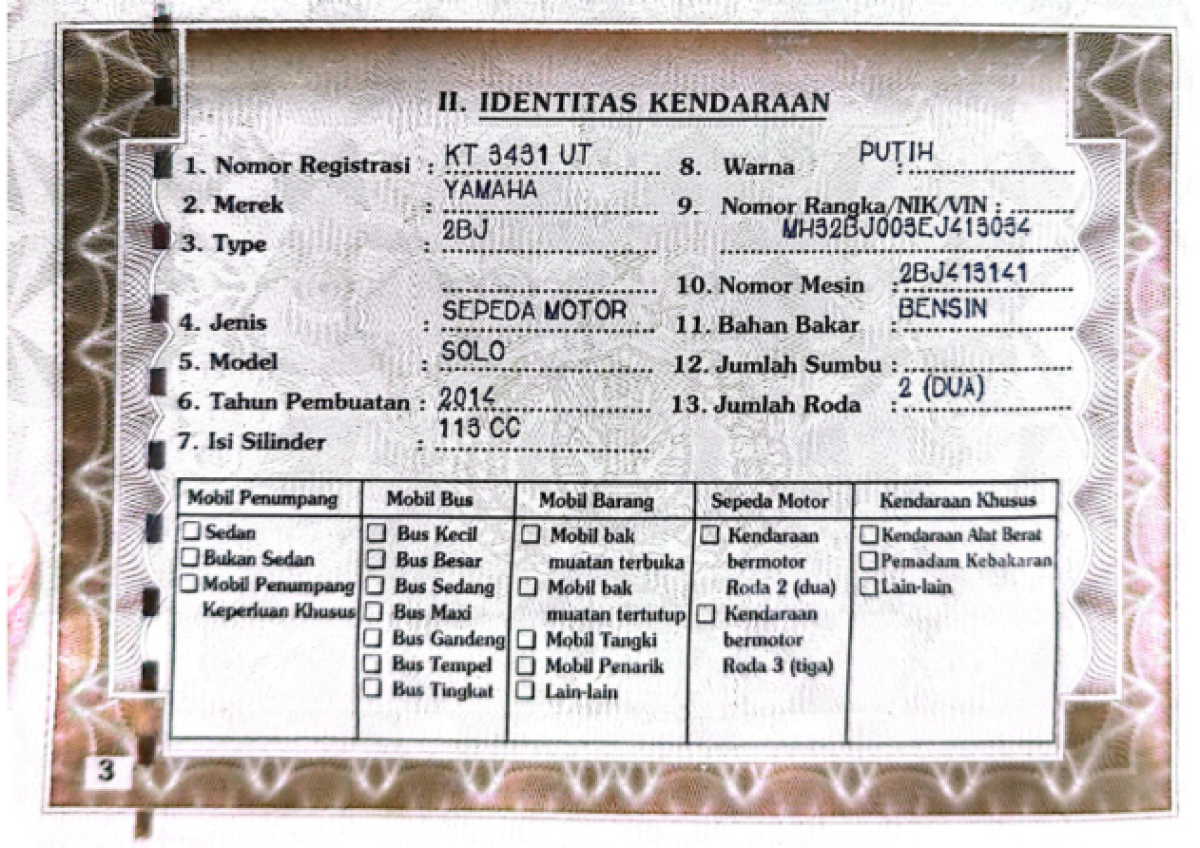 II. IDENTITAS KENDARAAN
1. Nomor Registrasi : KT 3431 UT
2. Merek : YAMAHA
3. Type : 2BJ
4. Jenis : SEPEDA MOTOR
5. Model : SOLO
6. Tahun Pembuatan : 2014
7. Isi Silinder : 113 CC
8. Warna : PUTIH
9. Nomor Rangka/NIK/VIN :
MH32BJ003EJ413034
10. Nomor Mesin : 2BJ413141
11. Bahan Bakar : BENSIN
12. Jumlah Sumbu :
13. Jumlah Roda : 2 (DUA)
Mobil Penumpang
Sedan
Bukan Sedan
Mobil Penumpang
Keperluan Khusus
Mobil Bus
Bus Kecil
Bus Besar
Bus Sedang
Bus Maxi
Bus Gandeng
Bus Tempel
Bus Tingkat
Mobil Barang
Mobil bak
muatan terbuka
Mobil bak
muatan tertutup
Mobil Tangki
Mobil Penarik
Lain-lain
Sepeda Motor
Kendaraan
bermotor
Roda 2 (dua)
Kendaraan
bermotor
Roda 3 (tiga)
Kendaraan Khusus
Kendaraan Alat Berat
Pemadam Kebakaran
Lain-lain
3